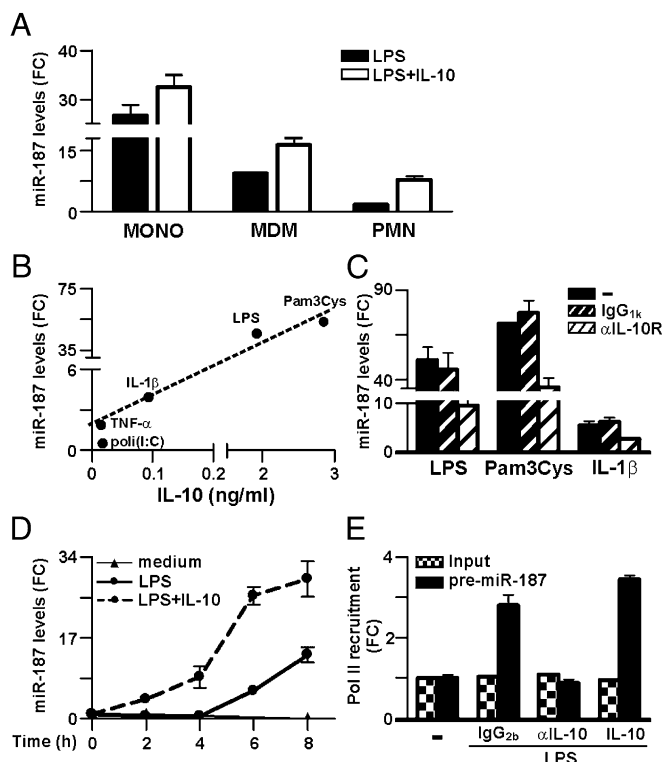 A
miR-187 levels (FC)
40
30
15
0
LPS
LPS+IL-10
MONO MDM PMN
B
miR-187 levels (FC)
75
35
6
0
Pam3Cys
LPS
IL-1β
TNF-α
poli(I:C)
0 0.1 0.2 2 3
IL-10 (ng/ml)
C
miR-187 levels (FC)
90
40
10
0
–
IgG1k
αIL-10R
LPS Pam3Cys IL-1β
D
miR-187 levels (FC)
34
17
0
medium
LPS
LPS+IL-10
Time (h) 0 2 4 6 8
E
Pol II recruitment
(FC)
4
2
0
Input
pre-miR-187
– IgG2b αIL-10 IL-10
LPS